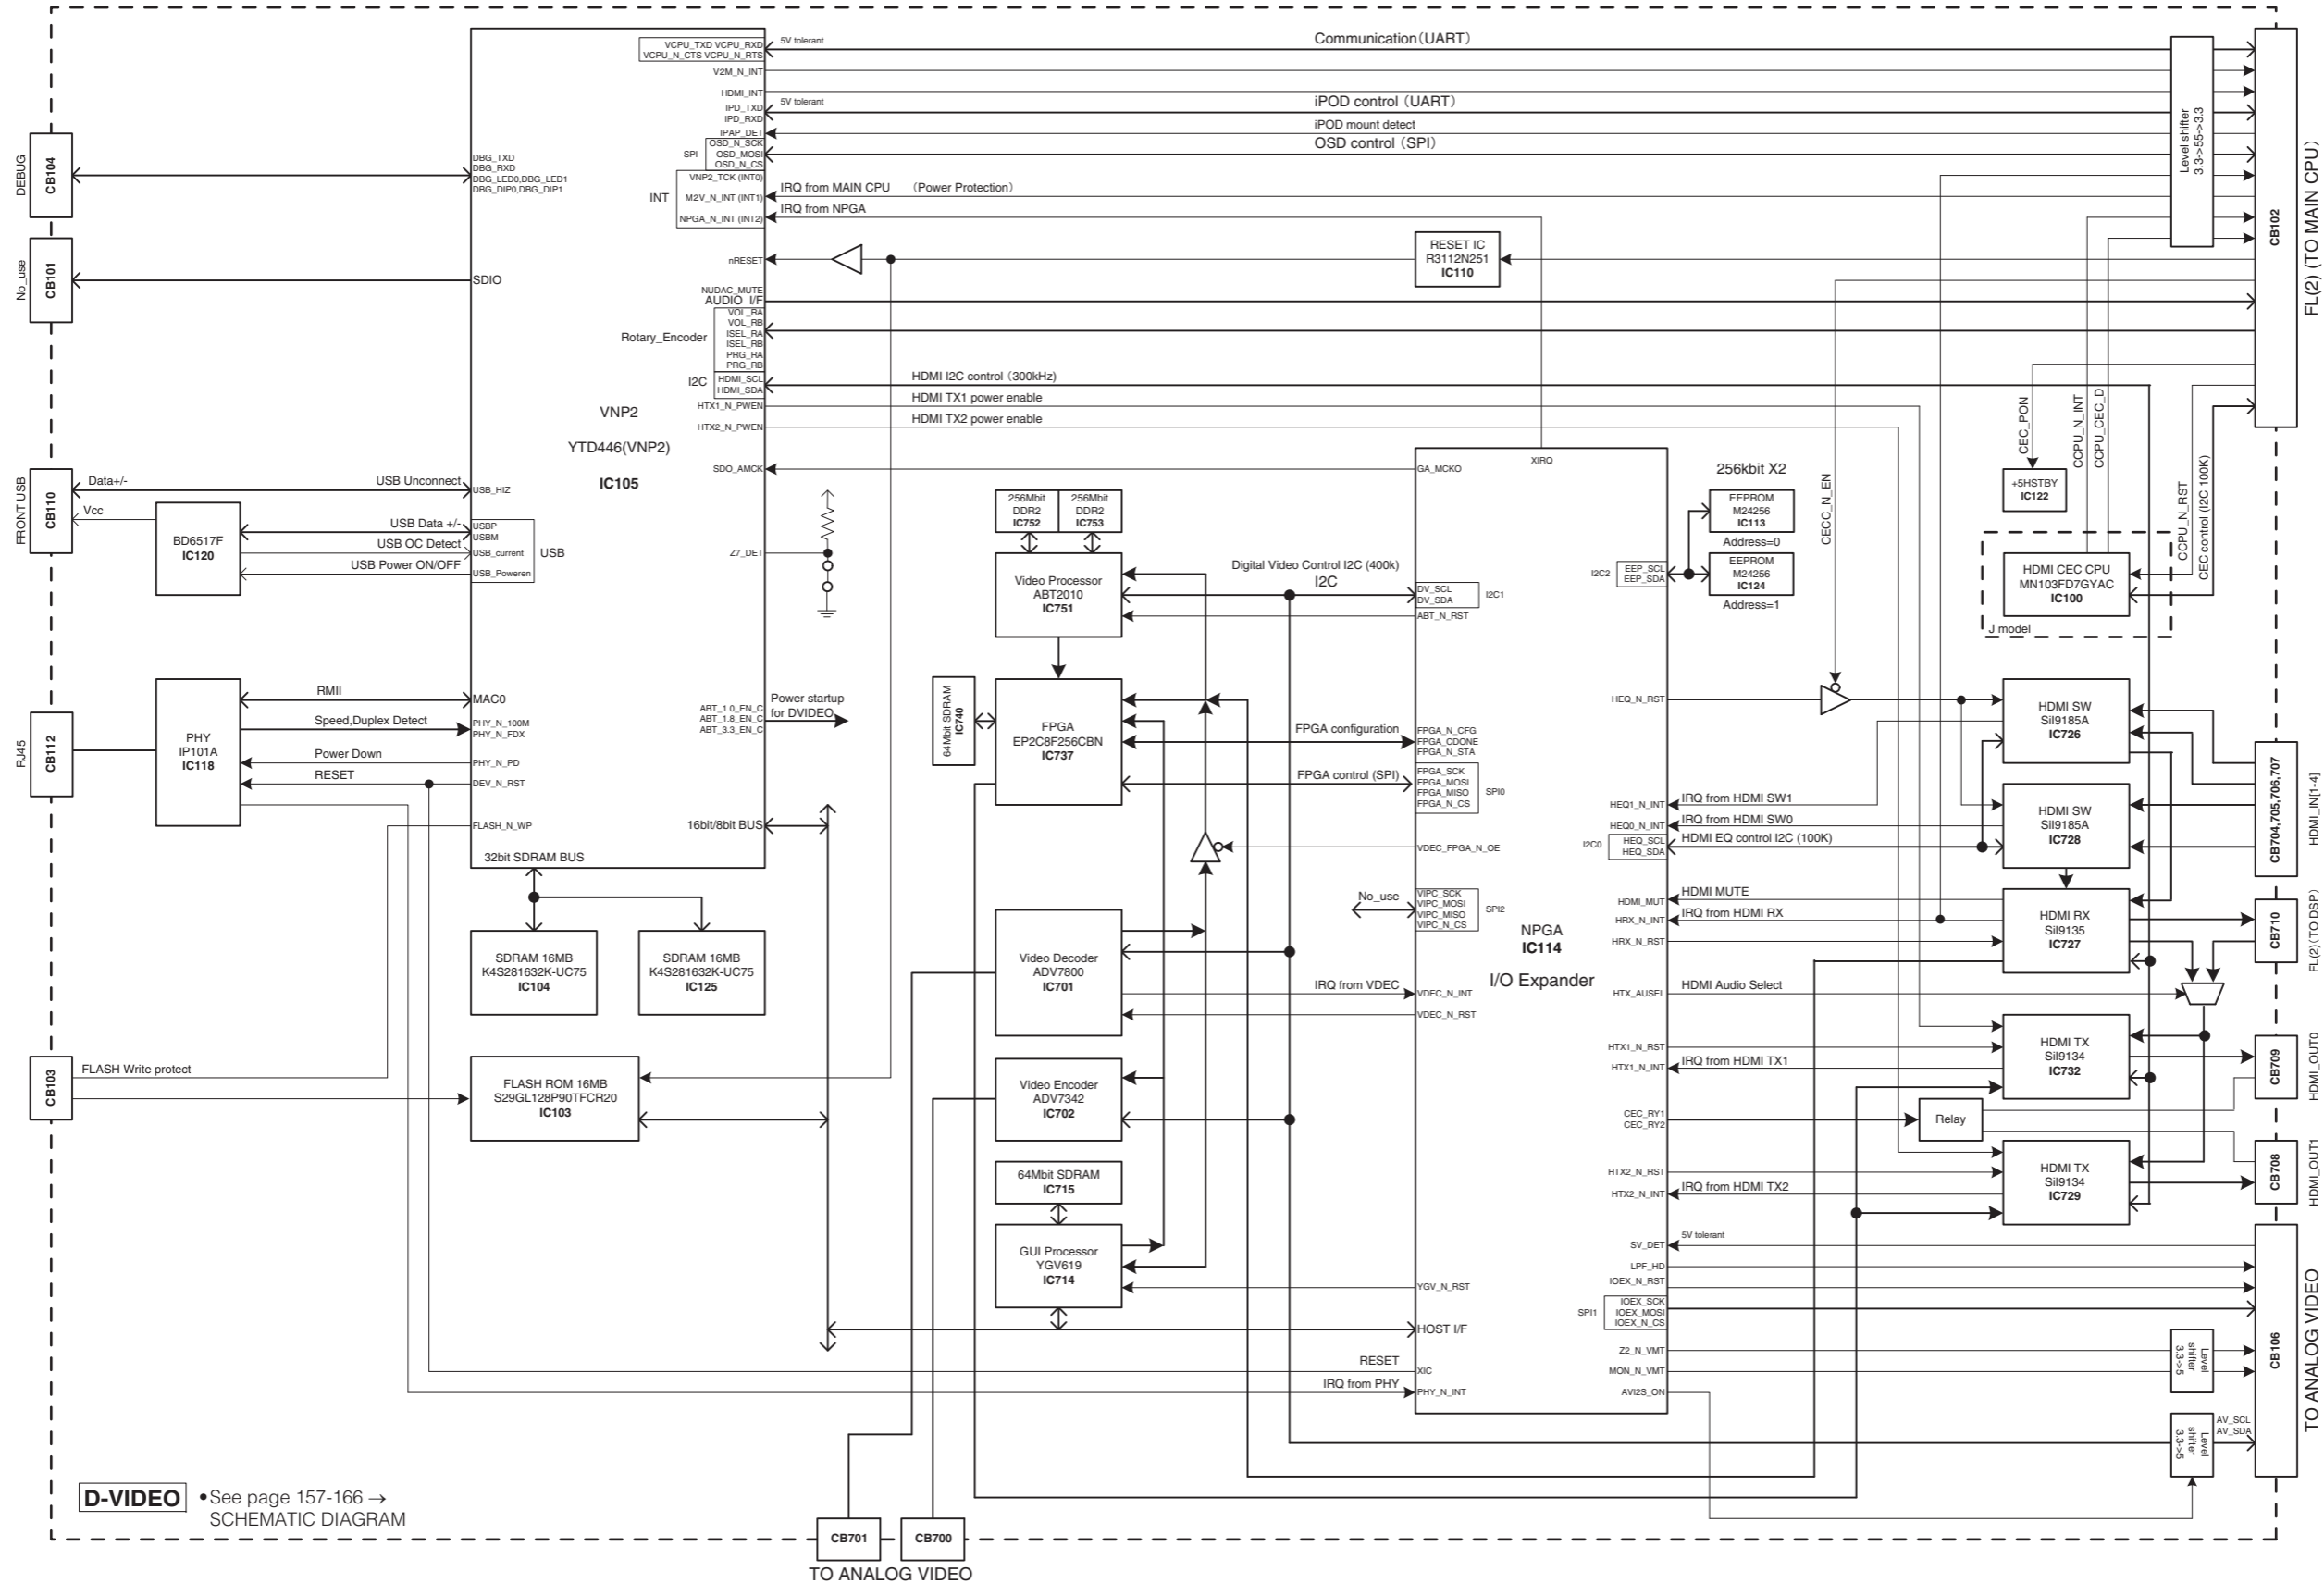 DEBUG
CB104
No_use
CB101
FRONT USB
CB110
RJ45
CB112
CB103
Data+/-
Vcc
BD6517F
IC120
USB Unconnect
USB Data +/-
USB OC Detect
USB Power ON/OFF
PHY
IP101A
IC118
RMII
Speed,Duplex Detect
Power Down
RESET
FLASH Write protect
DBG_TXD
DBG_RXD
DBG_LED0,DBG_LED1
DBG_DIP0,DBG_DIP1
SDIO
USB_HIZ
USBP
USBM
USB_current
USB_Poweren
USB
MAC0
PHY_N_100M
PHY_N_FDX
PHY_N_PD
DEV_N_RST
FLASH_N_WP
32bit SDRAM BUS
VNP2
YTD446(VNP2)
IC105
VCPU_TXD VCPU_RXD
VCPU_N_CTS VCPU_N_RTS
V2M_N_INT
HDMI_INT
IPD_TXD
IPD_RXD
IPAP_DET
SPI
OSD_N_SCK
OSD_MOSI
OSD_N_CS
INT
VNP2_TCK (INT0)
M2V_N_INT (INT1)
NPGA_N_INT (INT2)
nRESET
NUDAC_MUTE
AUDIO I/F
Rotary_Encoder
VOL_RA
VOL_RB
ISEL_RA
ISEL_RB
PRG_RA
PRG_RB
I2C
HDMI_SCL
HDMI_SDA
HTX1_N_PWEN
HTX2_N_PWEN
SDO_AMCK
Z7_DET
ABT_1.0_EN_C
ABT_1.8_EN_C
ABT_3.3_EN_C
Power startup
for DVIDEO
16bit/8bit BUS
SDRAM 16MB
K4S281632K-UC75
IC104
SDRAM 16MB
K4S281632K-UC75
IC125
FLASH ROM 16MB
S29GL128P90TFCR20
IC103
5V tolerant
Communication(UART)
5V tolerant
iPOD control (UART)
iPOD mount detect
OSD control (SPI)
IRQ from MAIN CPU (Power Protection)
IRQ from NPGA
RESET IC
R3112N251
IC110
HDMI I2C control (300kHz)
HDMI TX1 power enable
HDMI TX2 power enable
256Mbit
DDR2
IC752
256Mbit
DDR2
IC753
Video Processor
ABT2010
IC751
64Mbit SDRAM
IC740
FPGA
EP2C8F256CBN
IC737
Video Decoder
ADV7800
IC701
Video Encoder
ADV7342
IC702
64Mbit SDRAM
IC715
GUI Processor
YGV619
IC714
Digital Video Control I2C (400k)
I2C
FPGA configuration
FPGA control (SPI)
No_use
IRQ from VDEC
RESET
IRQ from PHY
XIRQ
GA_MCKO
DV_SCL
DV_SDA
I2C1
ABT_N_RST
FPGA_N_CFG
FPGA_CDONE
FPGA_N_STA
FPGA_SCK
FPGA_MOSI
FPGA_MISO
FPGA_N_CS
SPI0
VDEC_FPGA_N_OE
VIPC_SCK
VIPC_MOSI
VIPC_MISO
VIPC_N_CS
SPI2
NPGA
IC114
I/O Expander
VDEC_N_INT
VDEC_N_RST
YGV_N_RST
HOST I/F
XIC
PHY_N_INT
I2C2
EEP_SCL
EEP_SDA
HEQ_N_RST
HEQ1_N_INT
HEQ0_N_INT
I2C0
HEQ_SCL
HEQ_SDA
HDMI_MUT
HRX_N_INT
HRX_N_RST
HTX_AUSEL
HTX1_N_RST
HTX1_N_INT
CEC_RY1
CEC_RY2
HTX2_N_RST
HTX2_N_INT
SV_DET
LPF_HD
IOEX_N_RST
SPI1
IOEX_SCK
IOEX_MOSI
IOEX_N_CS
Z2_N_VMT
MON_N_VMT
AVI2S_ON
256kbit X2
EEPROM
M24256
IC113
Address=0
EEPROM
M24256
IC124
Address=1
IRQ from HDMI SW1
IRQ from HDMI SW0
HDMI EQ control I2C (100K)
HDMI MUTE
IRQ from HDMI RX
HDMI Audio Select
IRQ from HDMI TX1
IRQ from HDMI TX2
5V tolerant
CECC_N_EN
CEC_PON
CCPU_N_INT
CCPU_CEC_D
CCPU_N_RST
CEC control (I2C 100K)
+5HSTBY
IC122
HDMI CEC CPU
MN103FD7GYAC
IC100
J model
HDMI SW
SiI9185A
IC726
HDMI SW
SiI9185A
IC728
HDMI RX
SiI9135
IC727
HDMI TX
SiI9134
IC732
Relay
HDMI TX
SiI9134
IC729
Level shifter
3.3->55->3.3
Level
shifter
3.3->5
Level
shifter
3.3->5
AV_SCL
AV_SDA
CB102
FL(2) (TO MAIN CPU)
CB704,705,706,707
HDMI_IN[1-4]
CB710
FL(2)(TO DSP)
CB709
HDMI_OUT0
CB708
HDMI_OUT1
CB106
TO ANALOG VIDEO
D-VIDEO
• See page 157-166 →
SCHEMATIC DIAGRAM
CB701
CB700
TO ANALOG VIDEO